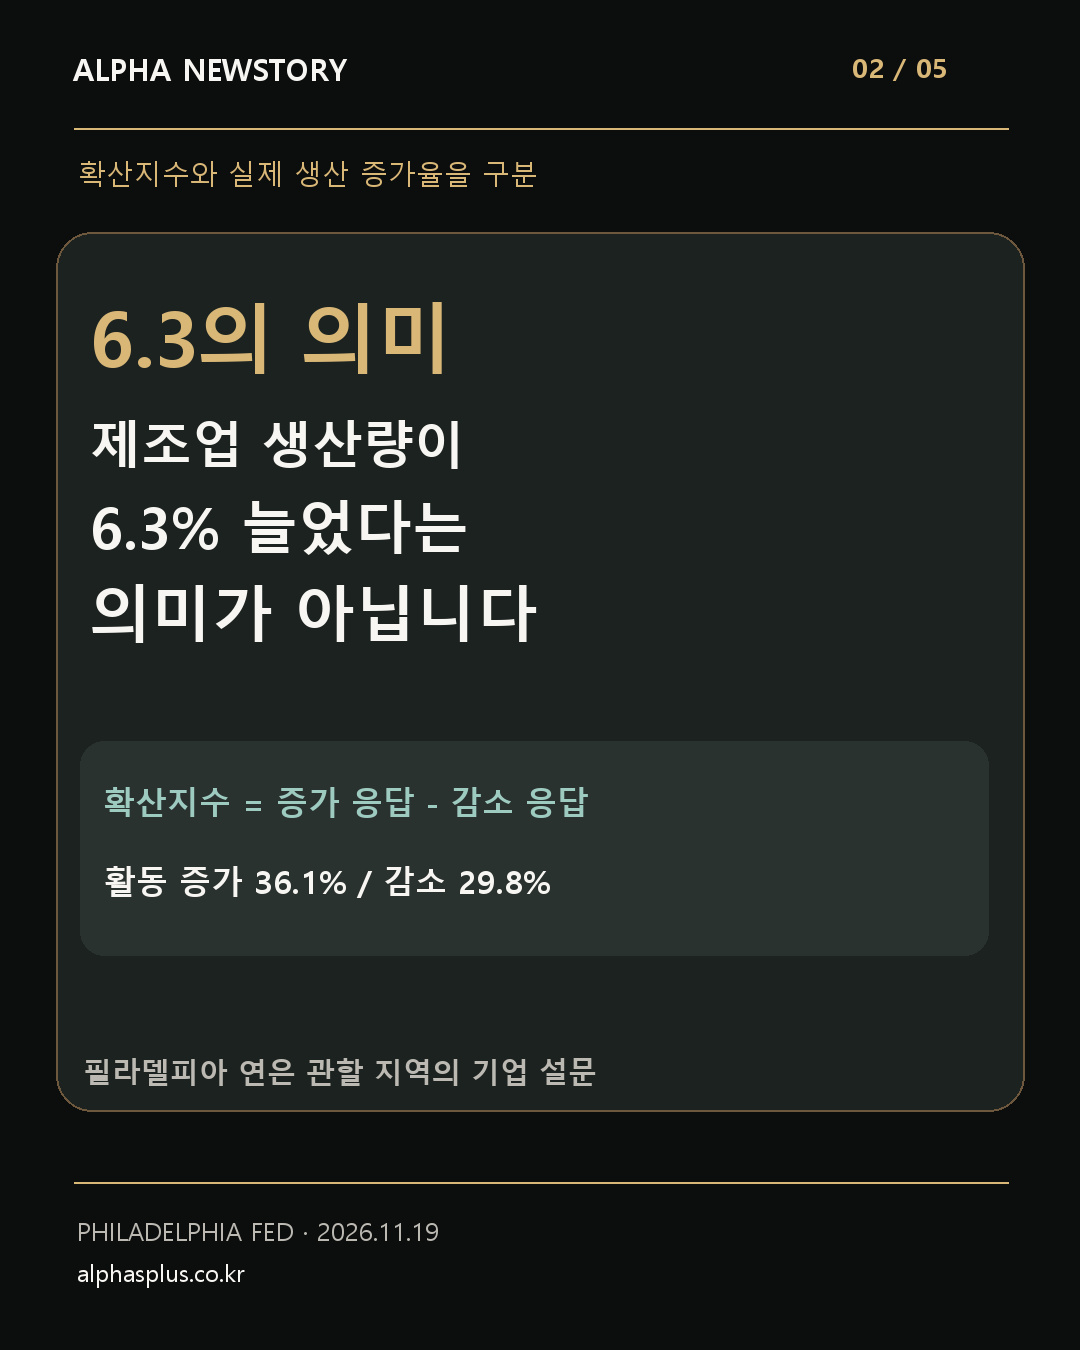 ALPHA NEWSTORY
02 / 05
확산지수와 실제 생산 증가율을 구분
6.3의 의미
제조업 생산량이
6.3% 늘었다는
의미가 아닙니다
확산지수 = 증가 응답 - 감소 응답
활동 증가 36.1% / 감소 29.8%
필라델피아 연은 관할 지역의 기업 설문
PHILADELPHIA FED · 2026.11.19
alphasplus.co.kr